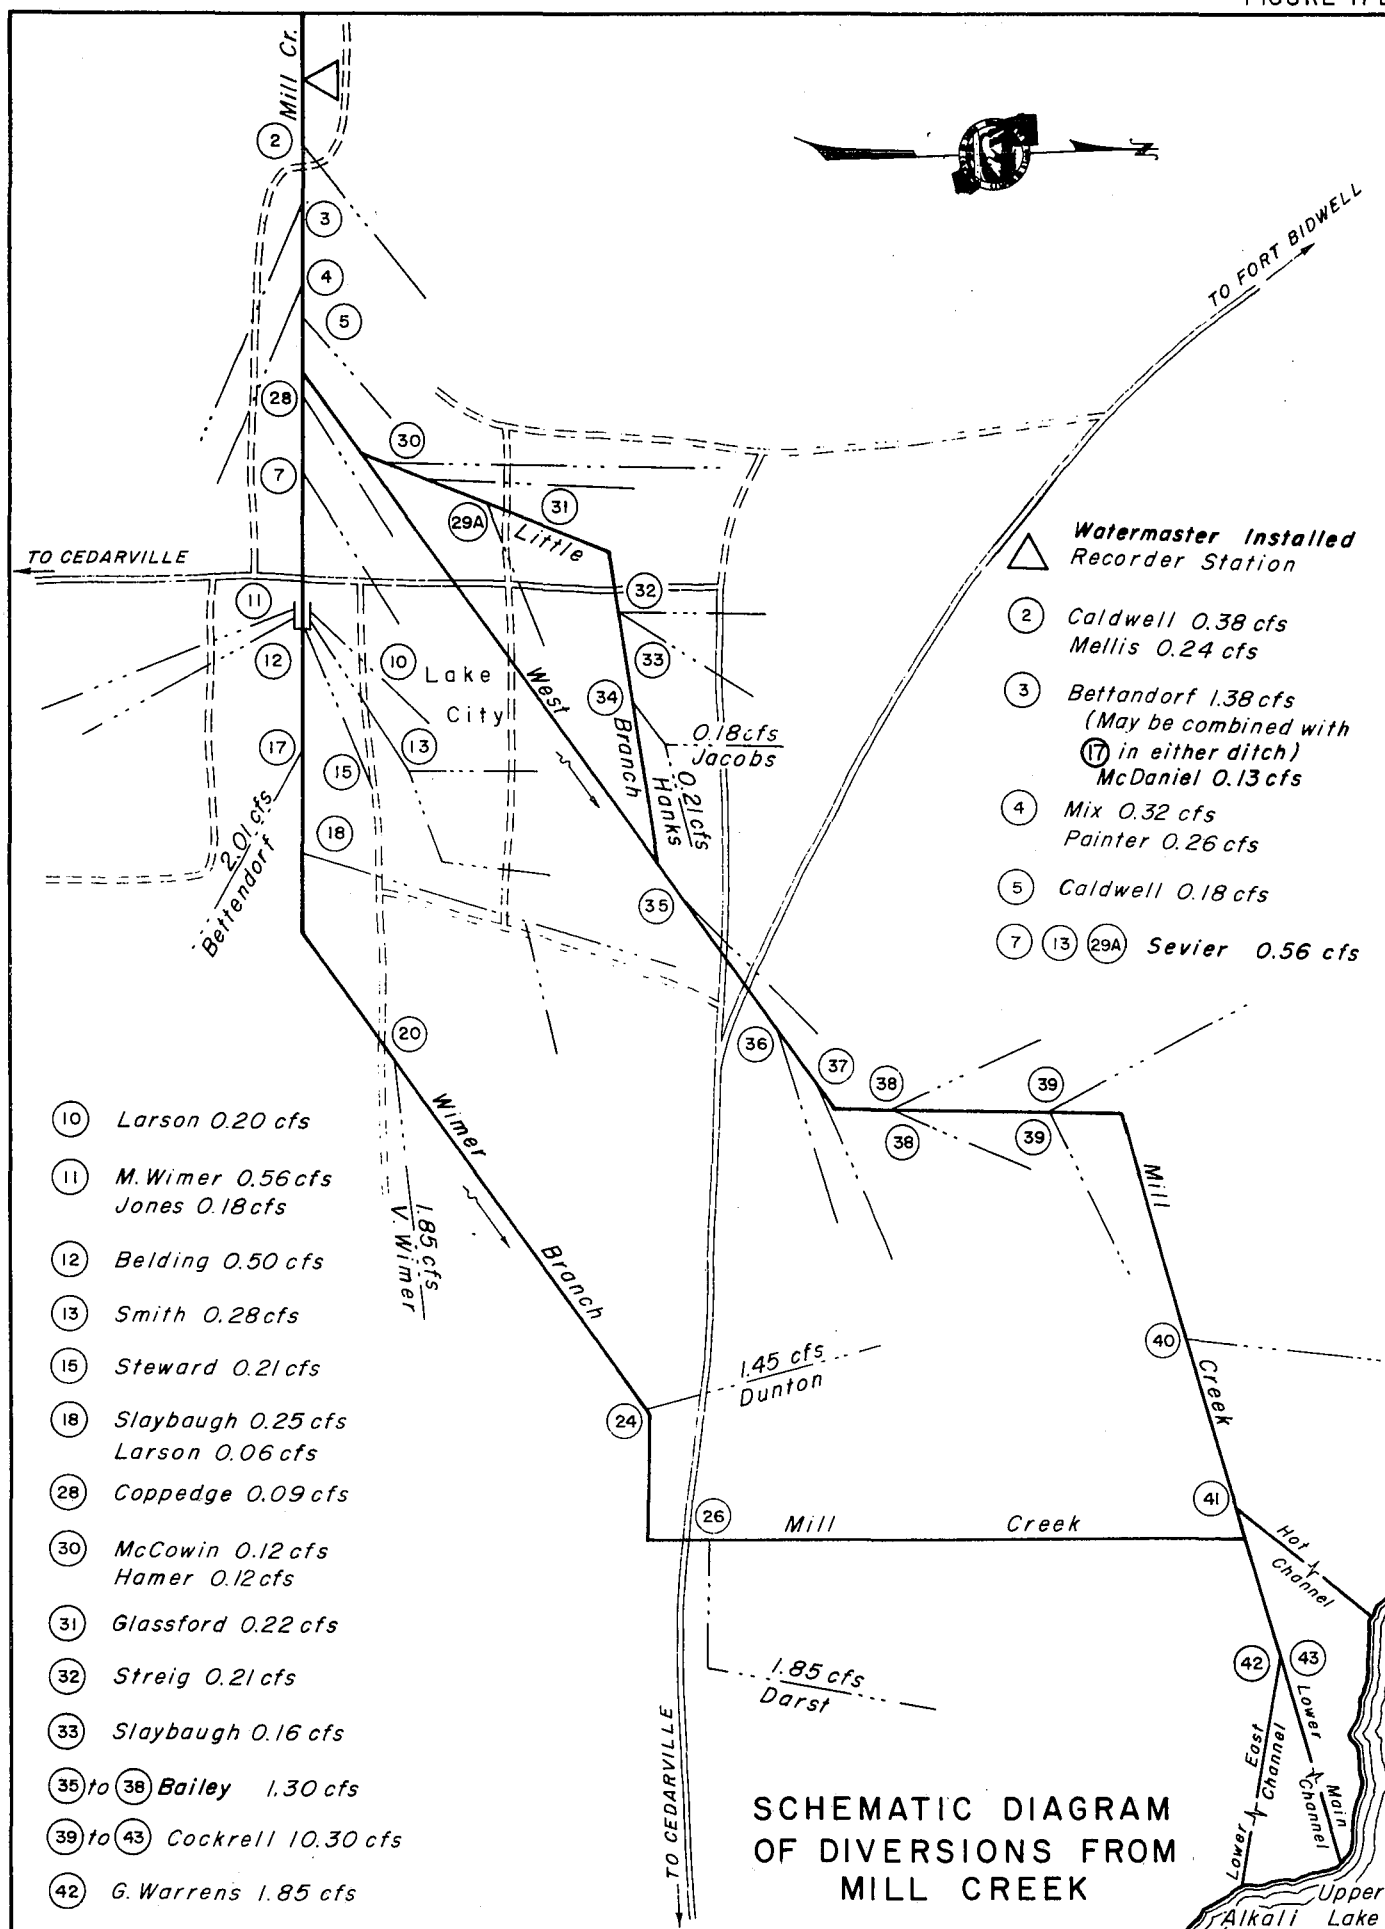 Mill Cr.
2
3
4
5
28
7
30
31
29A
Little
TO CEDARVILLE
11
32
12
10
Lake
City
33
West
34
Branch
0.18cfs
Jacobs
0.21cfs
Hanks
17
13
15
18
2.01 cfs
Bettendorf
35
20
36
37
38
39
38
39
Wimer
Branch
1.85 cfs
V. Wimer
Mill
Creek
40
1.45 cfs
Dunton
24
26
41
Mill Creek
Hot
Channel
1.85 cfs
Darst
42
43
Lower
East
Channel
Lower
Main
Channel
TO CEDARVILLE
Upper
Alkali Lake
TO FORT BIDWELL
N
Watermaster Installed
Recorder Station
2 Caldwell 0.38 cfs
Mellis 0.24 cfs
3 Bettandorf 1.38 cfs
(May be combined with
17 in either ditch)
McDaniel 0.13 cfs
4 Mix 0.32 cfs
Painter 0.26 cfs
5 Caldwell 0.18 cfs
7 13 29A Sevier 0.56 cfs
10 Larson 0.20 cfs
11 M. Wimer 0.56 cfs
Jones 0.18 cfs
12 Belding 0.50 cfs
13 Smith 0.28 cfs
15 Steward 0.21 cfs
18 Slaybaugh 0.25 cfs
Larson 0.06 cfs
28 Coppedge 0.09 cfs
30 McCowin 0.12 cfs
Hamer 0.12 cfs
31 Glassford 0.22 cfs
32 Streig 0.21 cfs
33 Slaybaugh 0.16 cfs
35 to 38 Bailey 1.30 cfs
39 to 43 Cockrell 10.30 cfs
42 G. Warrens 1.85 cfs
SCHEMATIC DIAGRAM
OF DIVERSIONS FROM
MILL CREEK